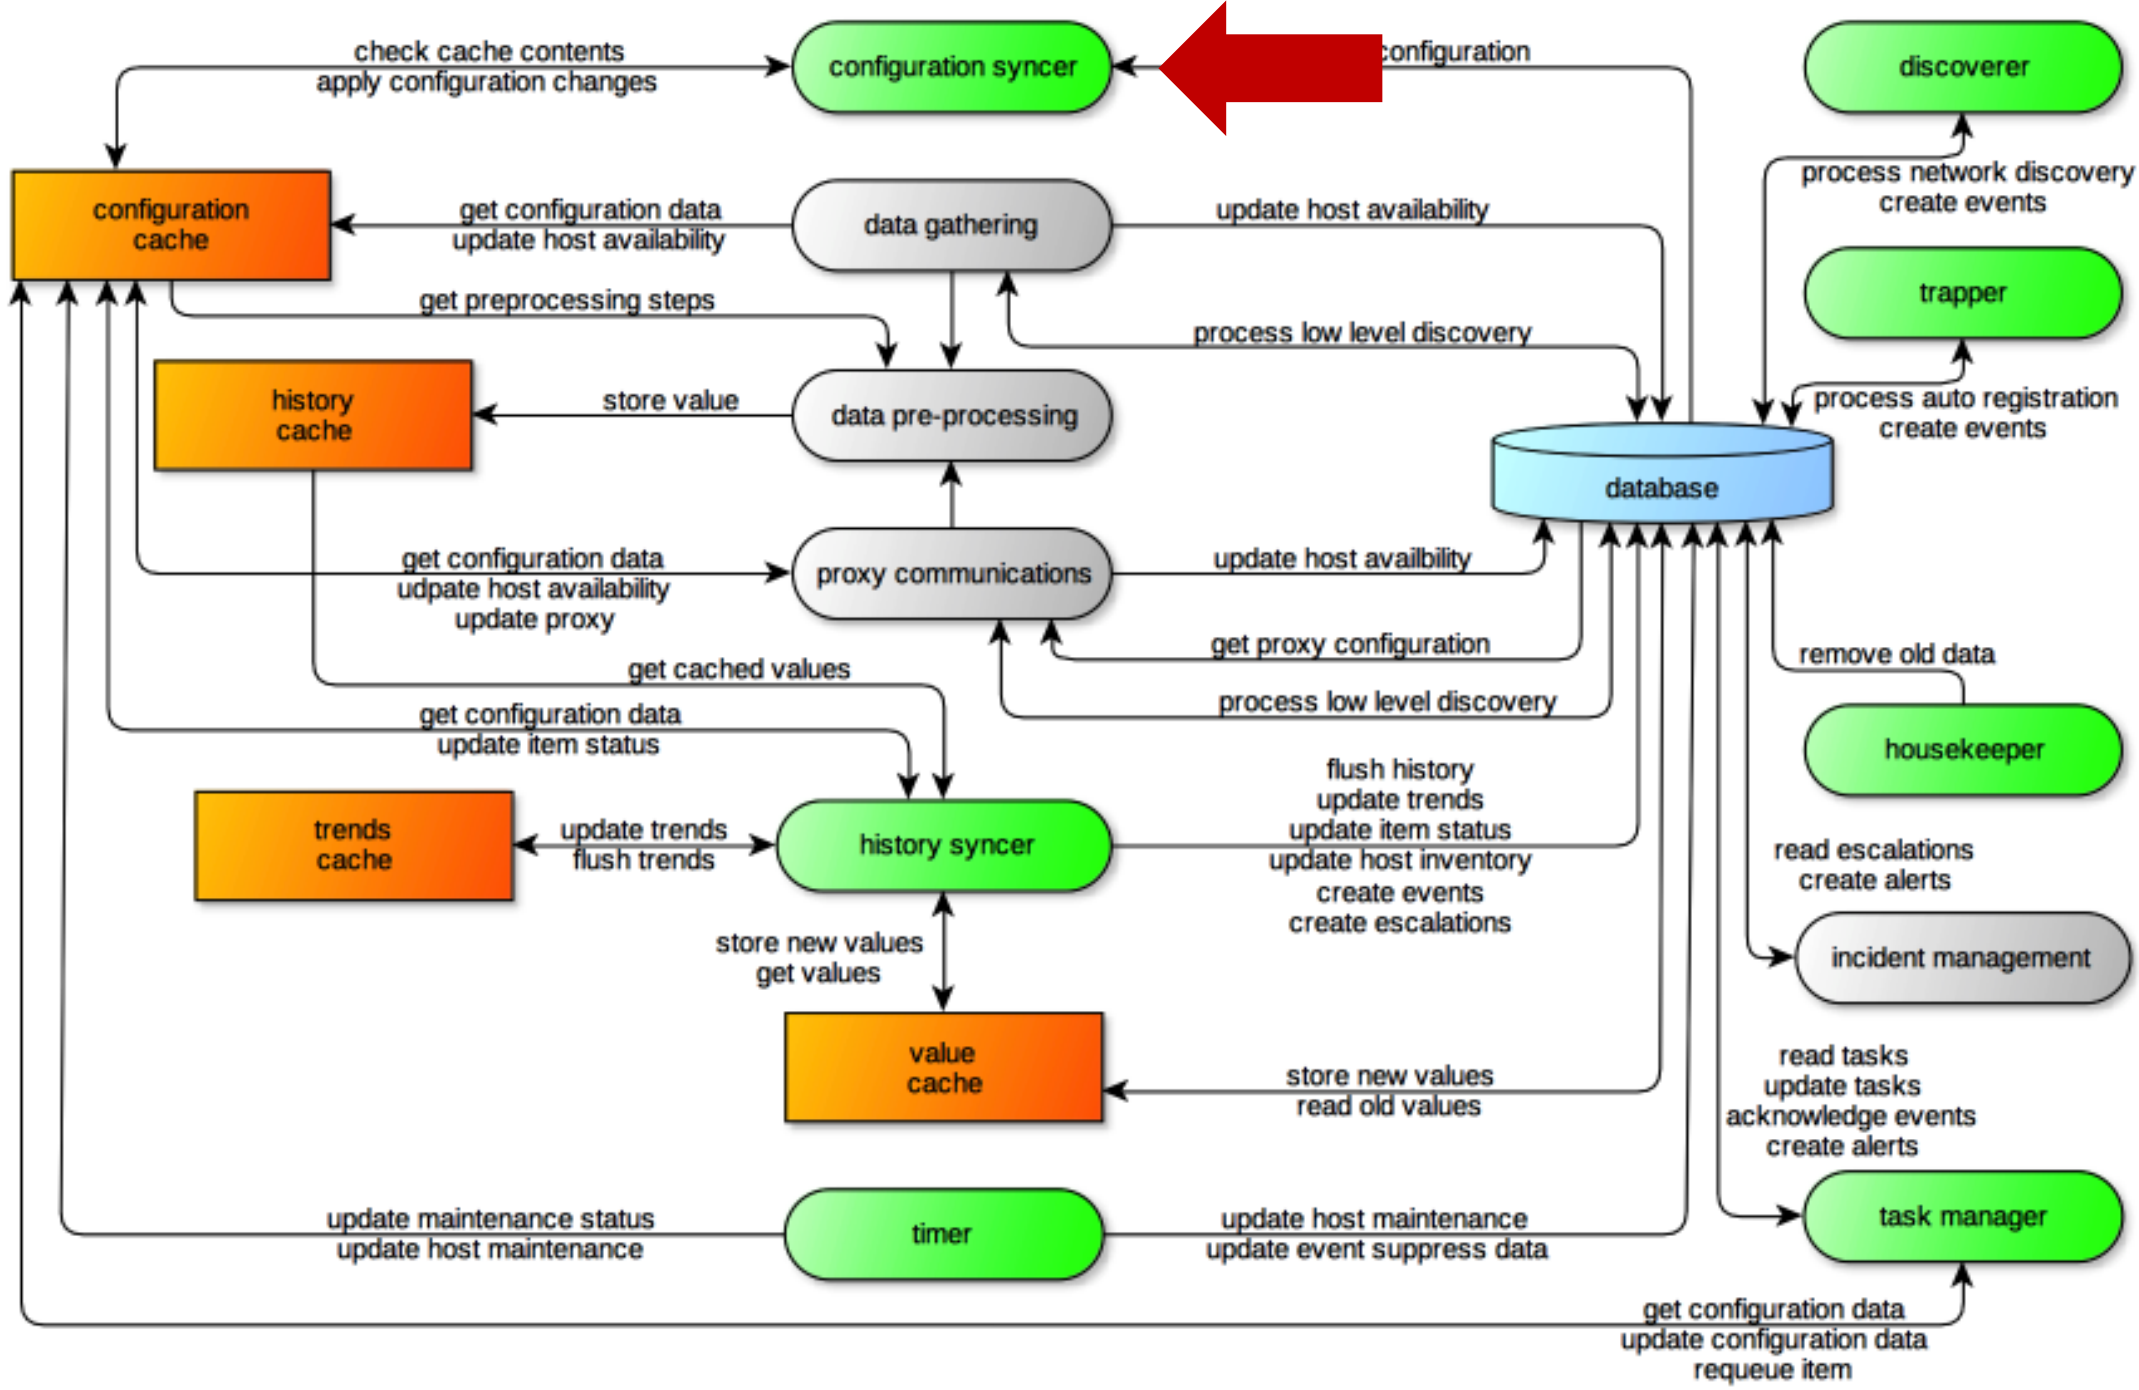 check cache contents
apply configuration changes
configuration syncer
configuration
discoverer
process network discovery
create events
configuration
cache
get configuration data
update host availability
data gathering
update host availability
trapper
get preprocessing steps
process low level discovery
history
cache
store value
data pre-processing
process auto registration
create events
database
get configuration data
udpate host availability
update proxy
proxy communications
update host availbility
get proxy configuration
remove old data
get cached values
process low level discovery
get configuration data
update item status
housekeeper
trends
cache
update trends
flush trends
history syncer
flush history
update trends
update item status
update host inventory
create events
create escalations
read escalations
create alerts
store new values
get values
incident management
value
cache
store new values
read old values
read tasks
update tasks
acknowledge events
create alerts
update maintenance status
update host maintenance
timer
update host maintenance
update event suppress data
task manager
get configuration data
update configuration data
requeue item